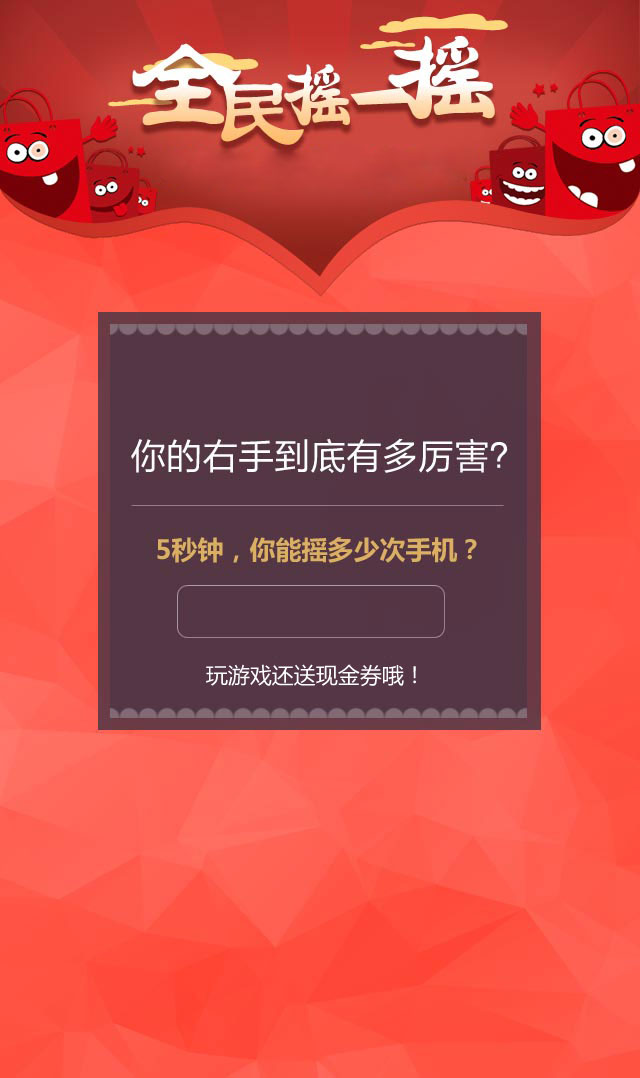 全民摇一摇
你的右手到底有多厉害?
5秒钟，你能摇多少次手机？
玩游戏还送现金券哦！